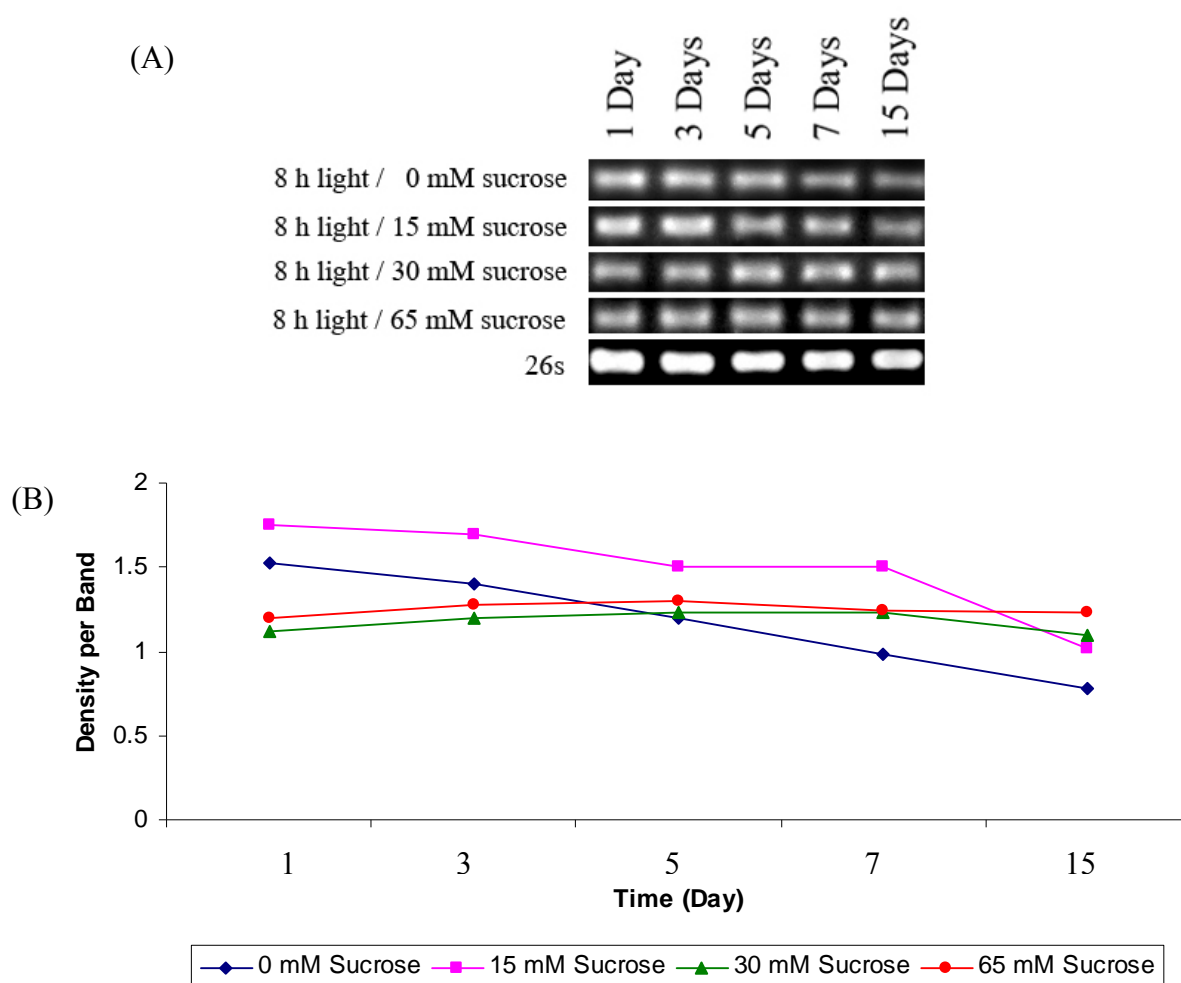 (A)
1 Day
3 Days
5 Days
7 Days
15 Days
8 h light / 0 mM sucrose
8 h light / 15 mM sucrose
8 h light / 30 mM sucrose
8 h light / 65 mM sucrose
26s
(B)
Density per Band
2
1.5
1
0.5
0
1 3 5 7 15
Time (Day)
0 mM Sucrose 15 mM Sucrose 30 mM Sucrose 65 mM Sucrose